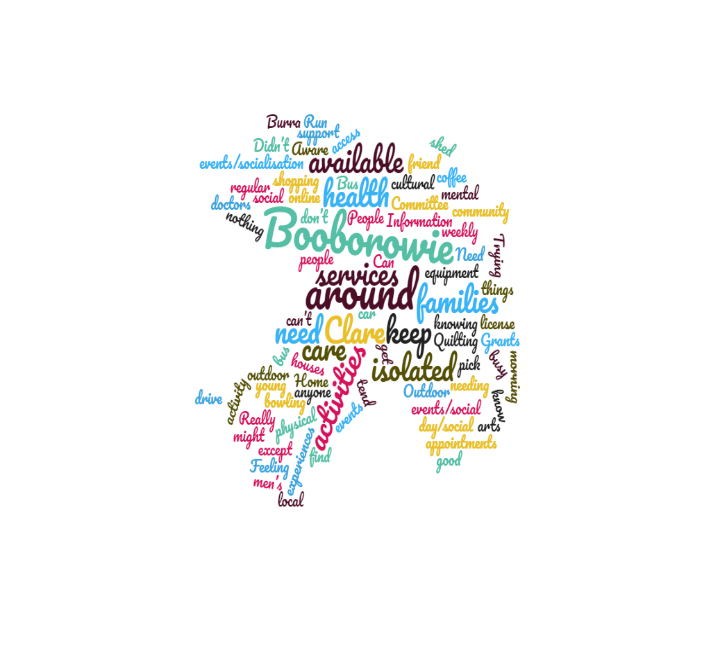 Burra Run
support
Didn't Aware access
shed
events/socialisation available friend
shopping Bus cultural coffee
regular social online health mental
doctors Committee community
nothing don't People Information weekly
Booborowie
Trying
people Can Need
services equipment
around families things
car
can't need Clare keep knowing license
Quilting Grants
bus care get busy morning
houses isolated pick
outdoor Home
drive activity young anyone tend Outdoor needing know
bowling activities
Really physical events events/social
might day/social arts
except experiences find appointments
Feeling good
men's
local